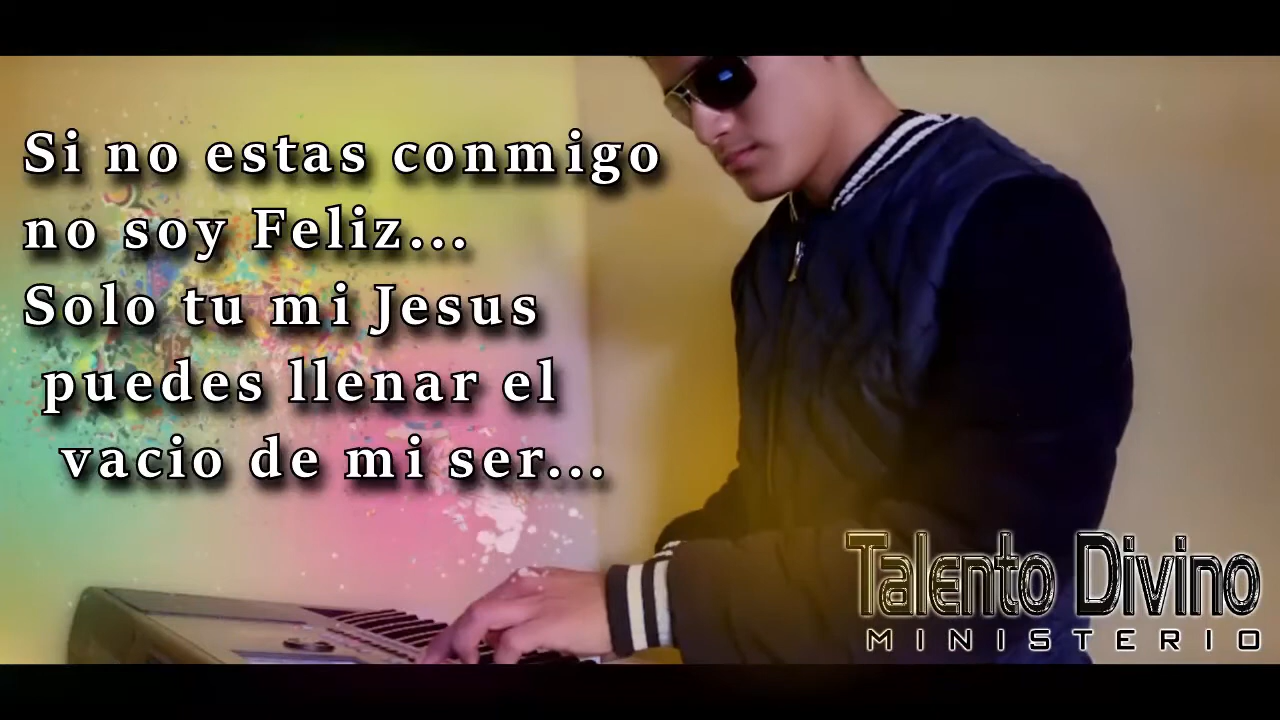 Si no estas conmigo
no soy Feliz...
Solo tu mi Jesus
puedes llenar el
vacio de mi ser...
Talento Divino
MINISTERIO